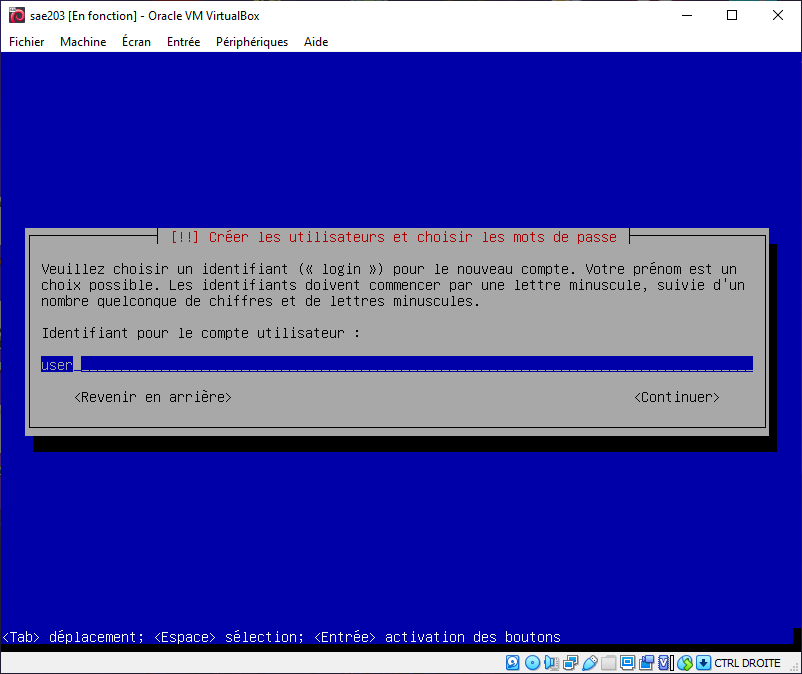 sae203 [En fonction] - Oracle VM VirtualBox
Fichier Machine Écran Entrée Périphériques Aide
[!!] Créer les utilisateurs et choisir les mots de passe
Veuillez choisir un identifiant (« login ») pour le nouveau compte. Votre prénom est un
choix possible. Les identifiants doivent commencer par une lettre minuscule, suivie d'un
nombre quelconque de chiffres et de lettres minuscules.
Identifiant pour le compte utilisateur :
user
<Revenir en arrière> <Continuer>
<Tab> déplacement; <Espace> sélection; <Entrée> activation des boutons
CTRL DROITE